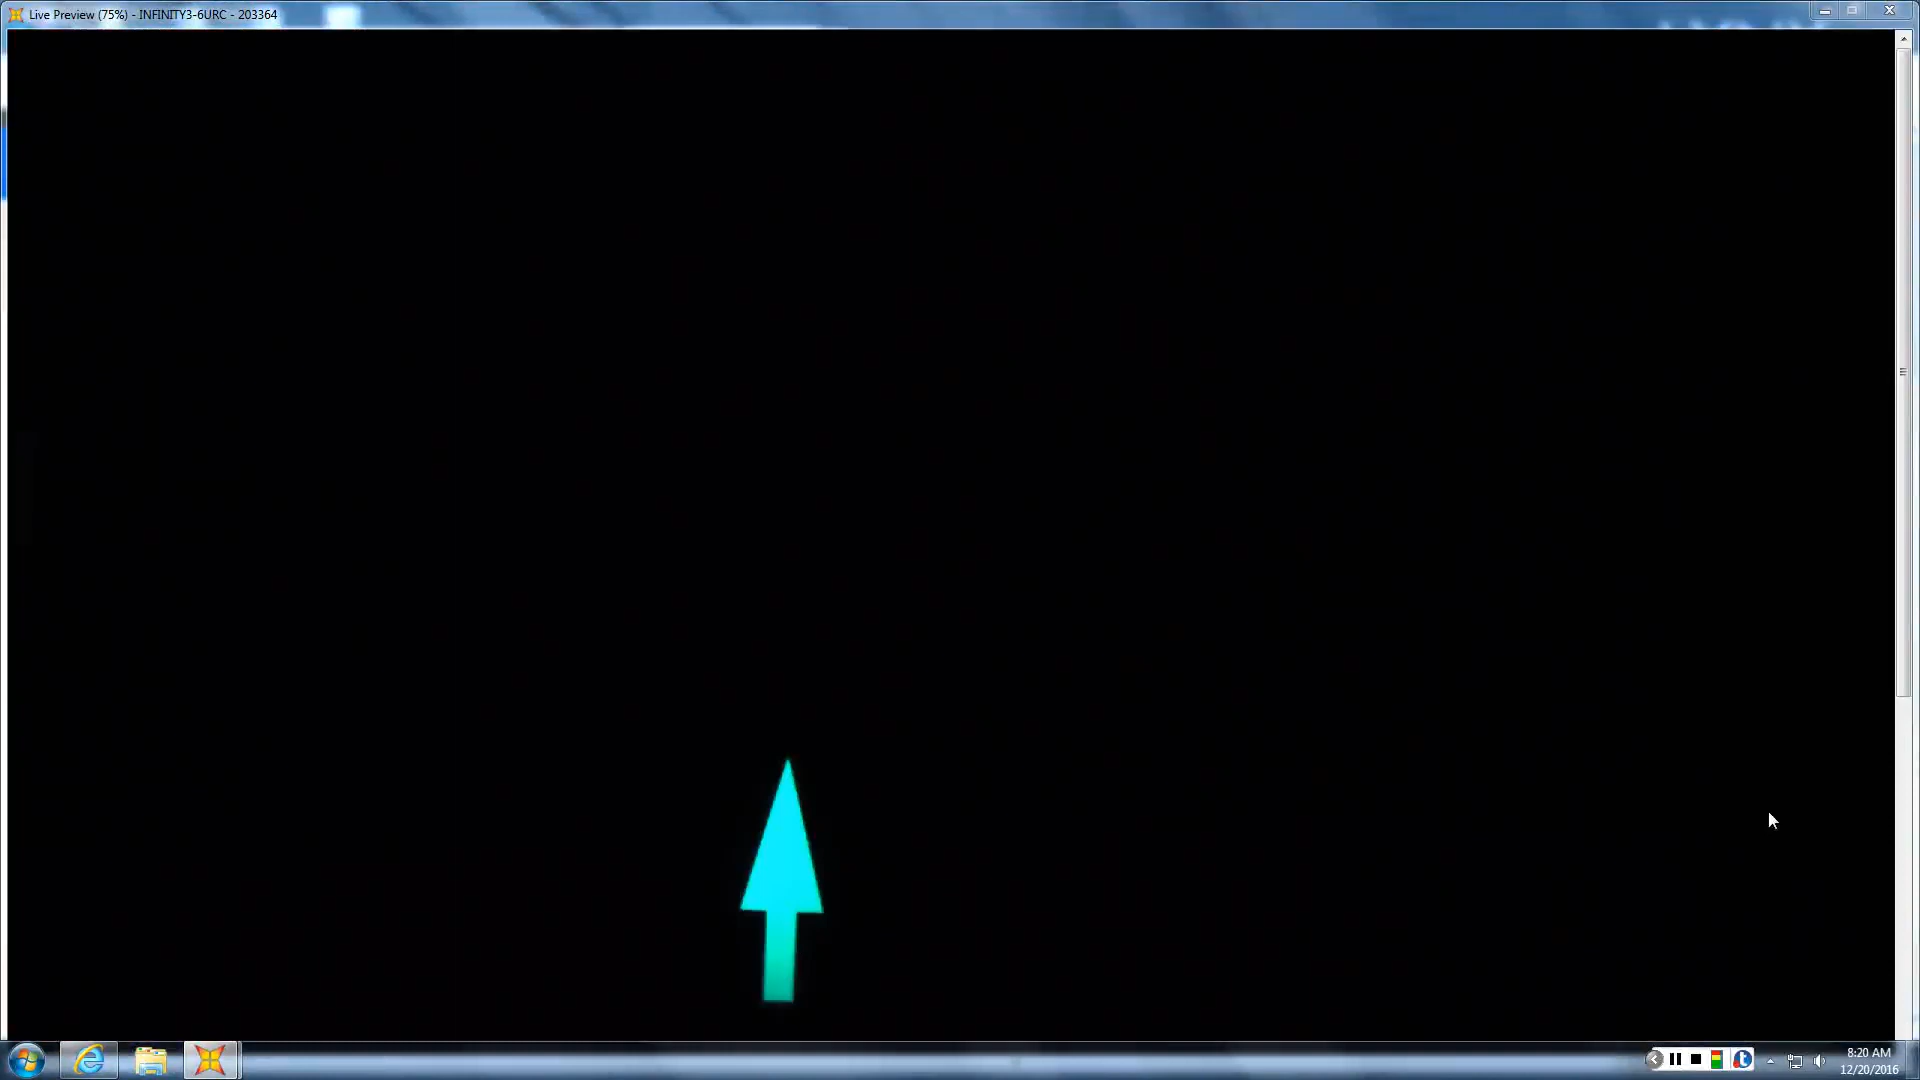 Live Preview (75%) - INFINITY3-6URC - 203364
8:20 AM
12/20/2016